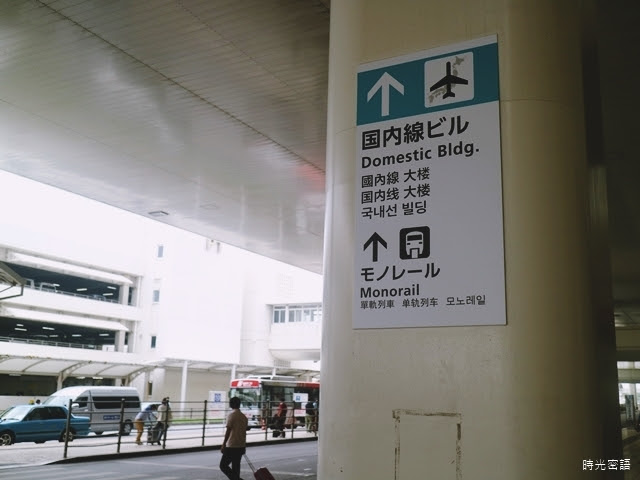 国内線ビル
Domestic Bldg.
國內線 大楼
国内线 大楼
국내선 빌딩
モノレール
Monorail
單軌列車 单轨列车 모노레일
時光密語